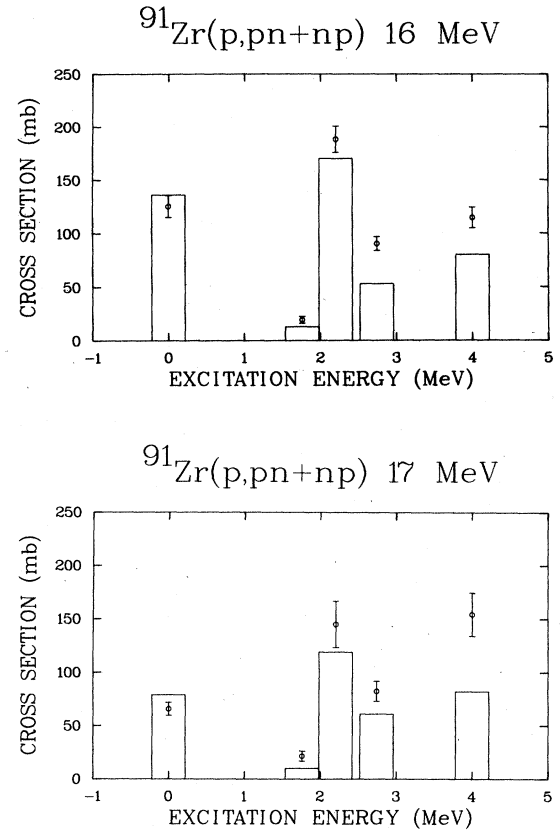 ⁹¹Zr(p,pn+np) 16 MeV
250
200
150
100
50
0
CROSS SECTION (mb)
-1 0 1 2 3 4 5
EXCITATION ENERGY (MeV)
⁹¹Zr(p,pn+np) 17 MeV
250
200
150
100
50
0
CROSS SECTION (mb)
-1 0 1 2 3 4 5
EXCITATION ENERGY (MeV)